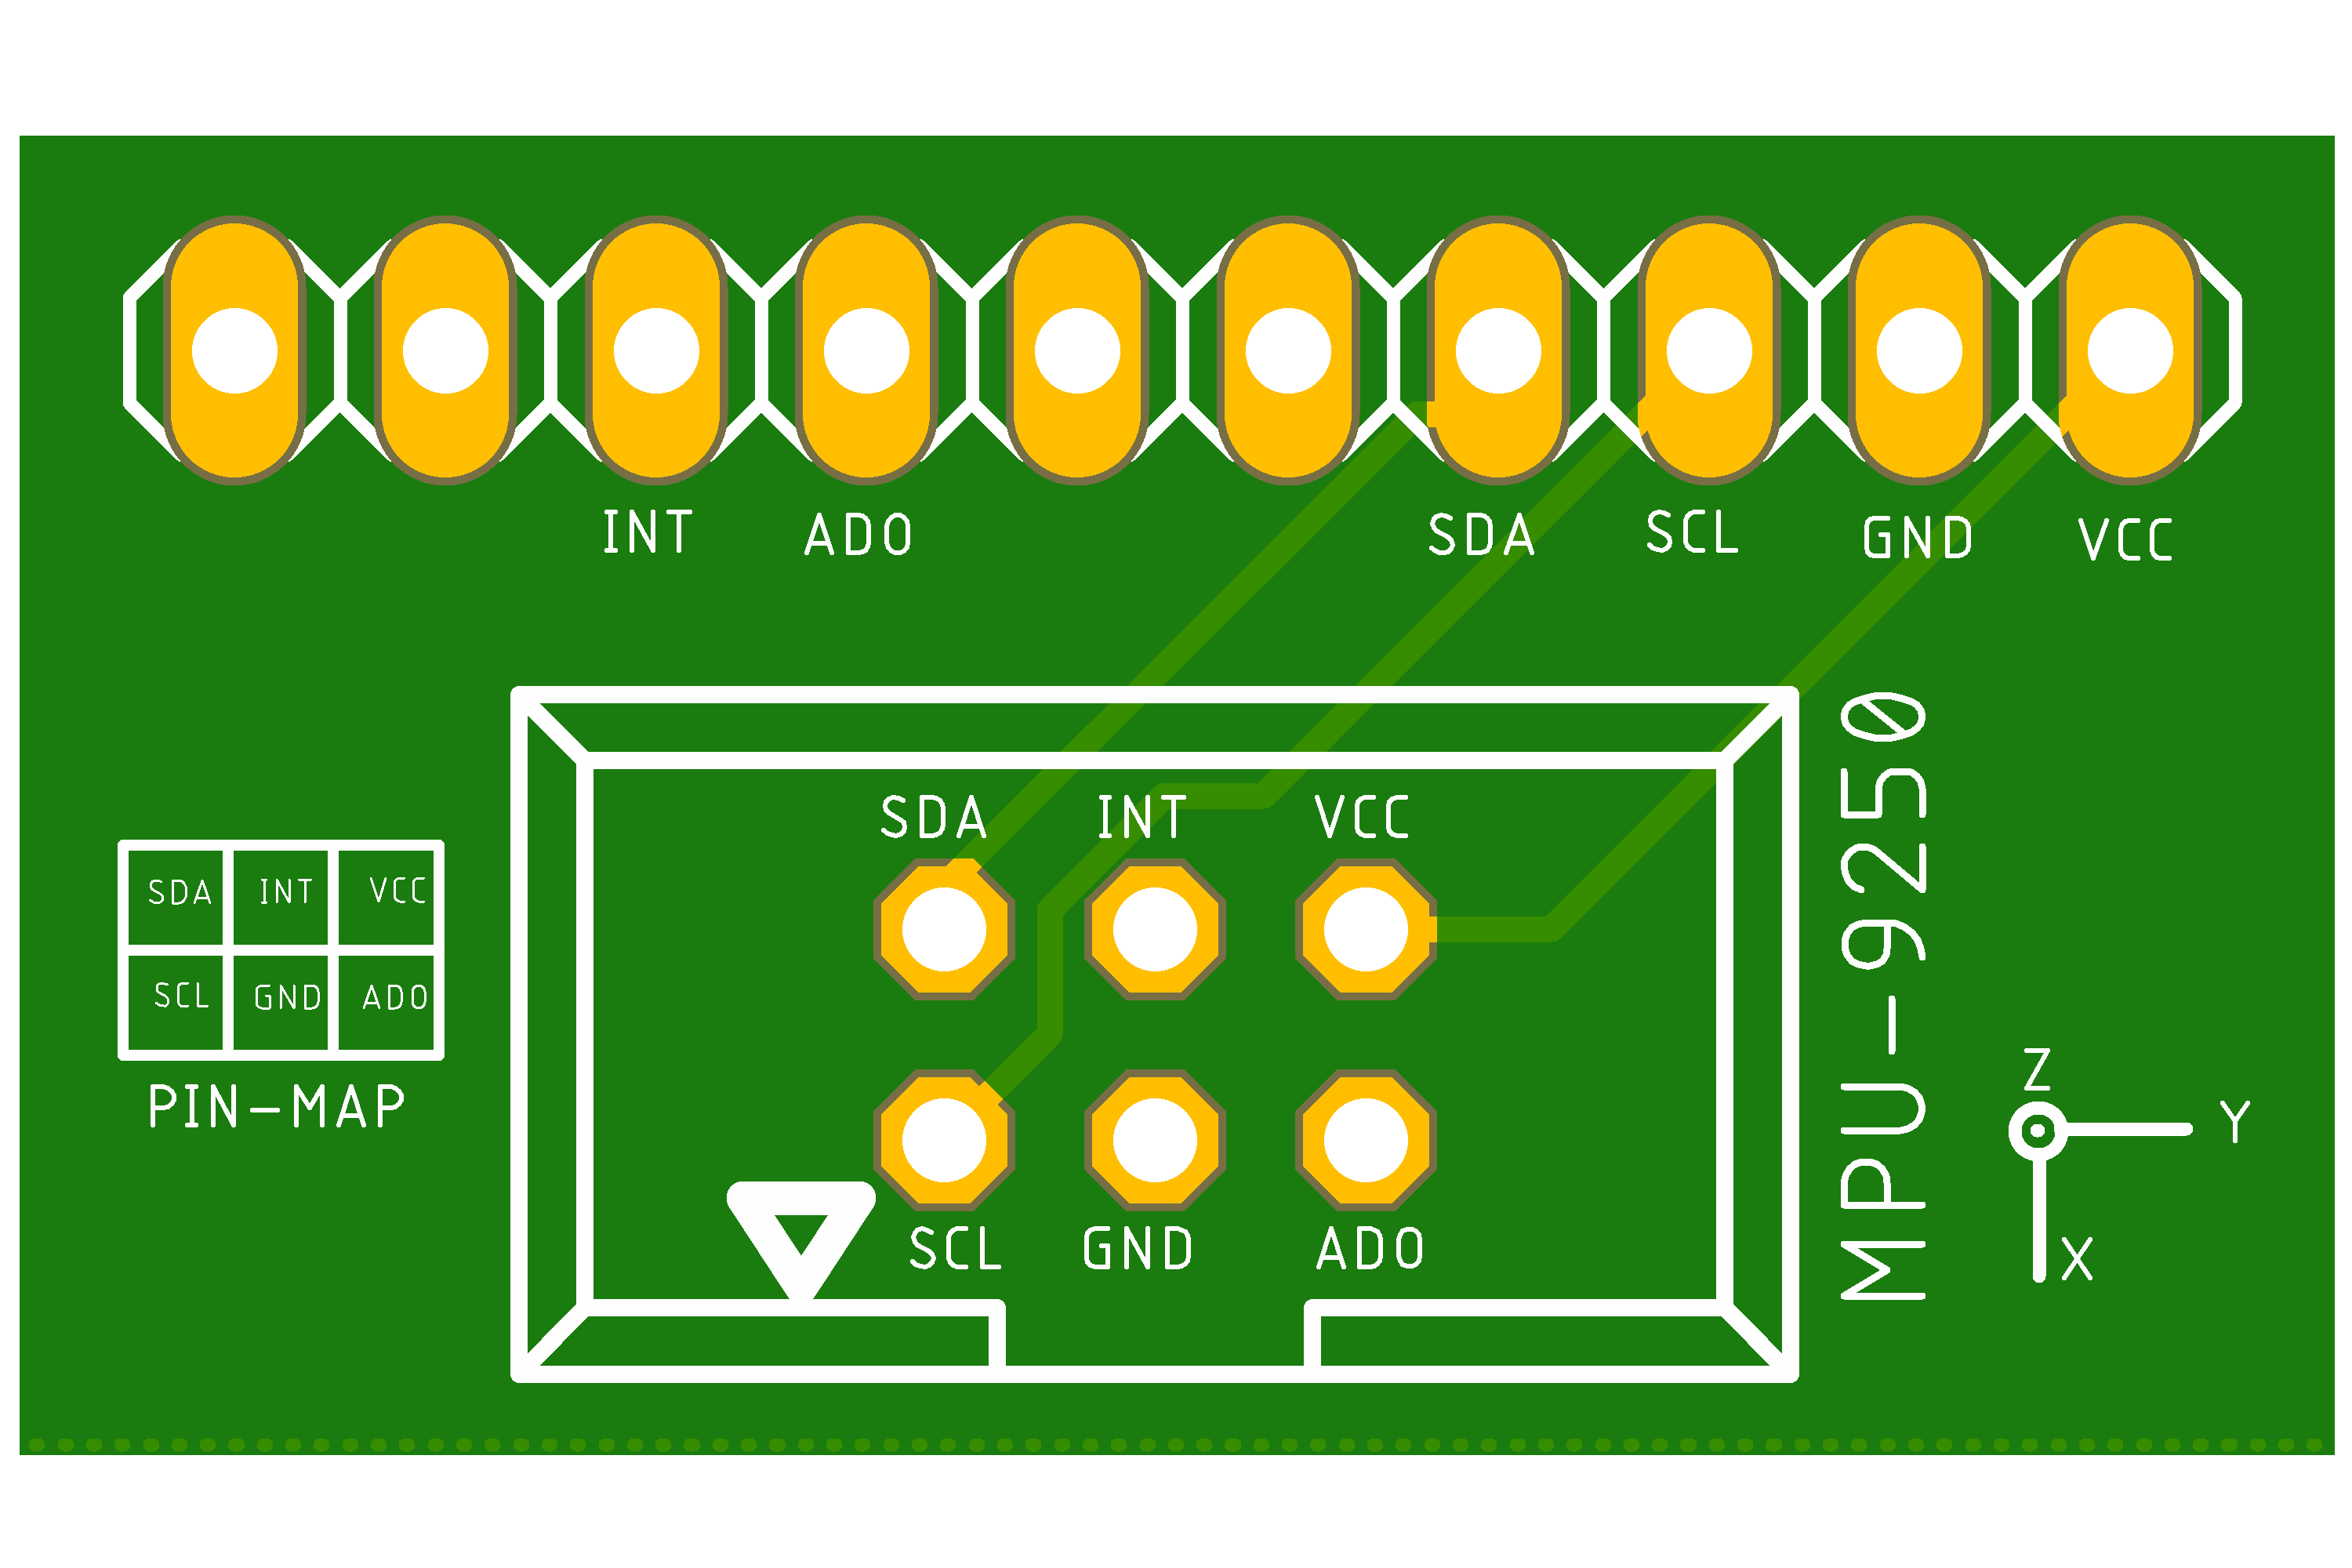 INT ADO SDA SCL GND VCC
SDA INT VCC
SCL GND ADO
SDA INT VCC
SCL GND ADO
PIN-MAP
MPU-9250
Z
Y
X